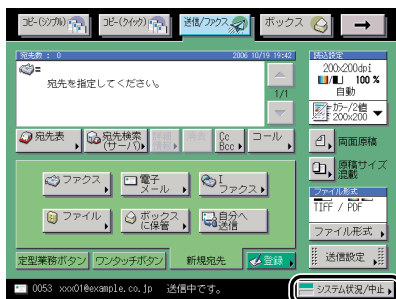 コピー(シンプル)
コピー(クイック)
送信/ファクス
ボックス
宛先数 : 0
2006 10/19 19:42
宛先を指定してください。
1/1
読込設定
200x200dpi
100 %
自動
カラー/2値
200x200
宛先表
宛先検索
(サーバ)
詳細
情報
消去
Cc
Bcc
コール
両面原稿
原稿サイズ
混載
ファクス
電子
メール
I
ファクス
ファイル
ボックス
に保管
自分へ
送信
ファイル形式
TIFF / PDF
ファイル形式
定型業務ボタン
ワンタッチボタン
新規宛先
登録
送信設定
0053 xxx01@example.co.jp 送信中です。
システム状況/中止